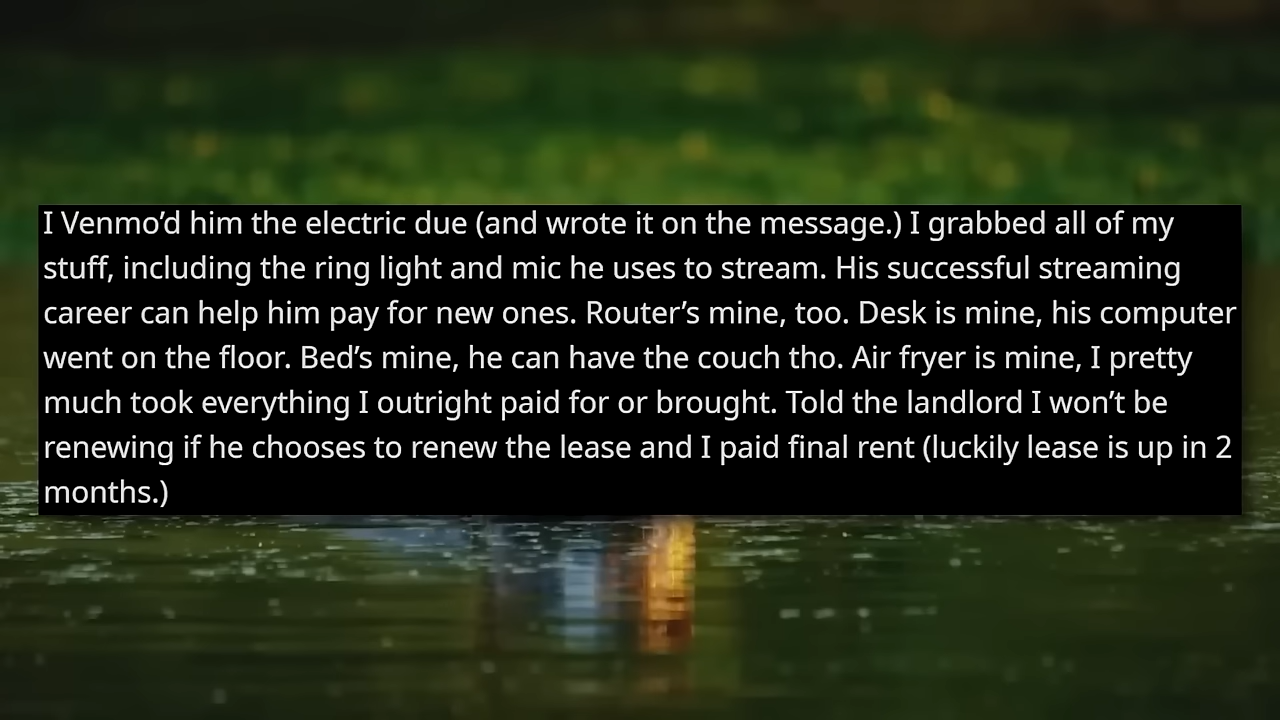 I Venmo’d him the electric due (and wrote it on the message.) I grabbed all of my
stuff, including the ring light and mic he uses to stream. His successful streaming
career can help him pay for new ones. Router’s mine, too. Desk is mine, his computer
went on the floor. Bed’s mine, he can have the couch tho. Air fryer is mine, I pretty
much took everything I outright paid for or brought. Told the landlord I won’t be
renewing if he chooses to renew the lease and I paid final rent (luckily lease is up in 2
months.)